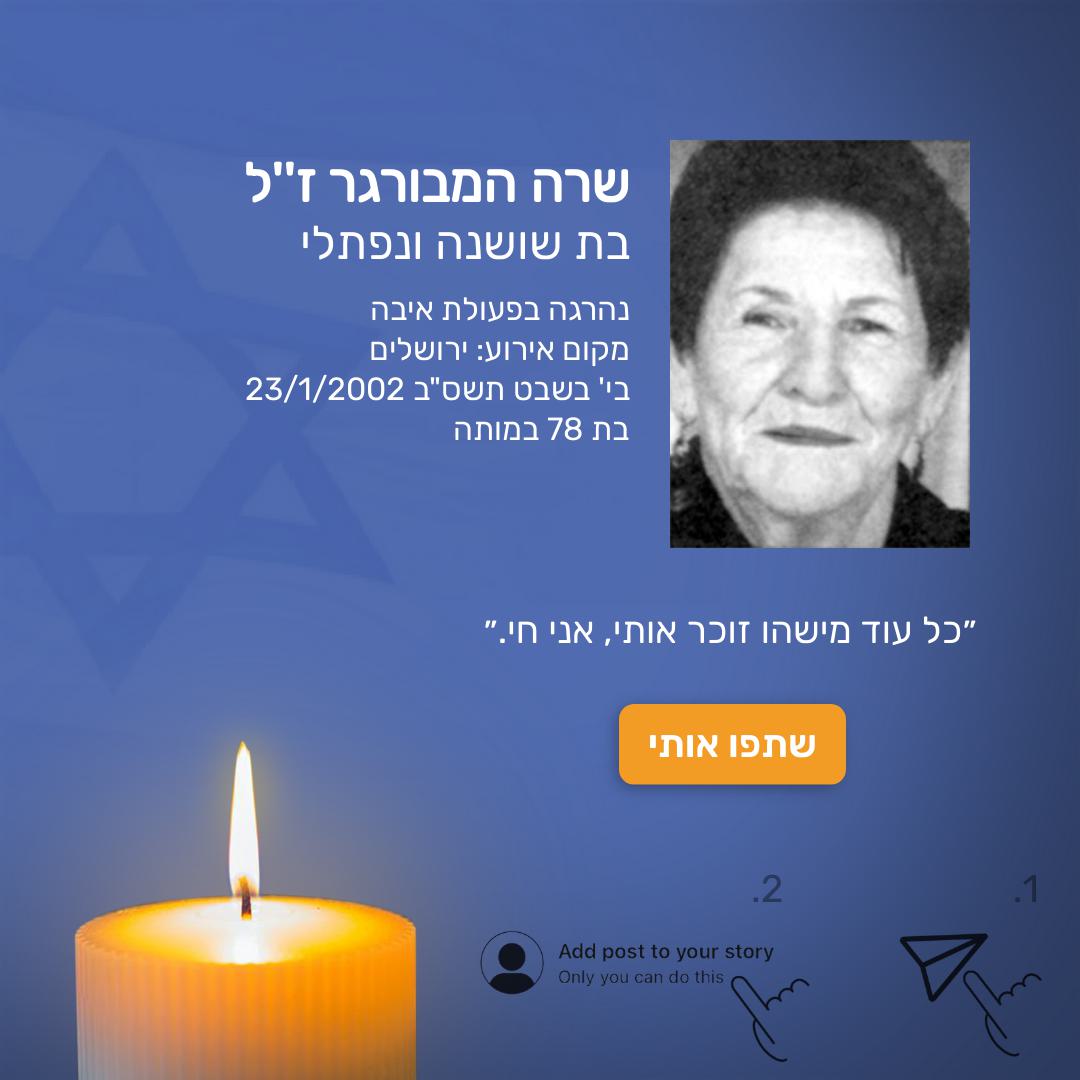 שרה המבורגר ז"ל
בת שושנה ונפתלי
נהרגה בפעולת איבה
מקום אירוע: ירושלים
בי' בשבט תשס"ב 23/1/2002
בת 78 במותה
״כל עוד מישהו זוכר אותי, אני חי.״
שתפו אותי
1.
2.
Add post to your story
Only you can do this